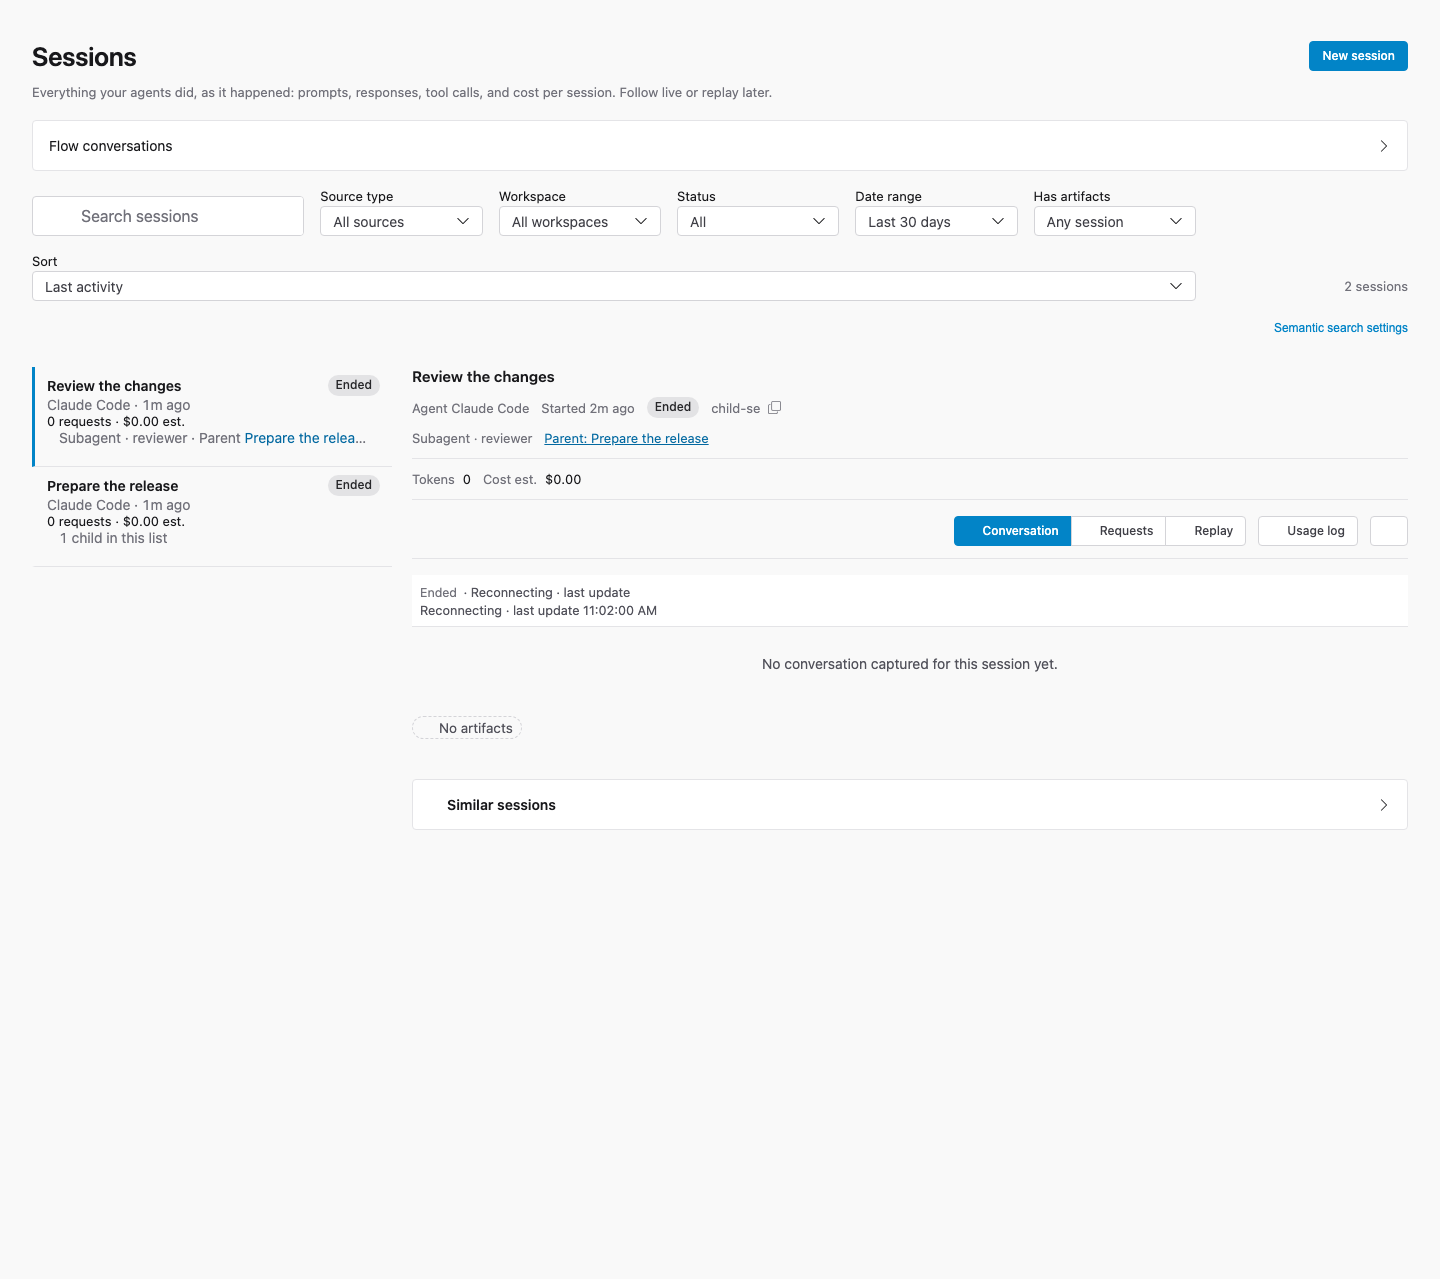 Sessions
New session
Everything your agents did, as it happened: prompts, responses, tool calls, and cost per session. Follow live or replay later.
Flow conversations
Search sessions
Source type
All sources
Workspace
All workspaces
Status
All
Date range
Last 30 days
Has artifacts
Any session
Sort
Last activity
2 sessions
Semantic search settings
Review the changes
Ended
Claude Code · 1m ago
0 requests · $0.00 est.
Subagent · reviewer · Parent Prepare the relea...
Prepare the release
Ended
Claude Code · 1m ago
0 requests · $0.00 est.
1 child in this list
Review the changes
Agent Claude Code Started 2m ago Ended child-se
Subagent · reviewer Parent: Prepare the release
Tokens 0 Cost est. $0.00
Conversation Requests Replay Usage log
Ended · Reconnecting · last update
Reconnecting · last update 11:02:00 AM
No conversation captured for this session yet.
No artifacts
Similar sessions